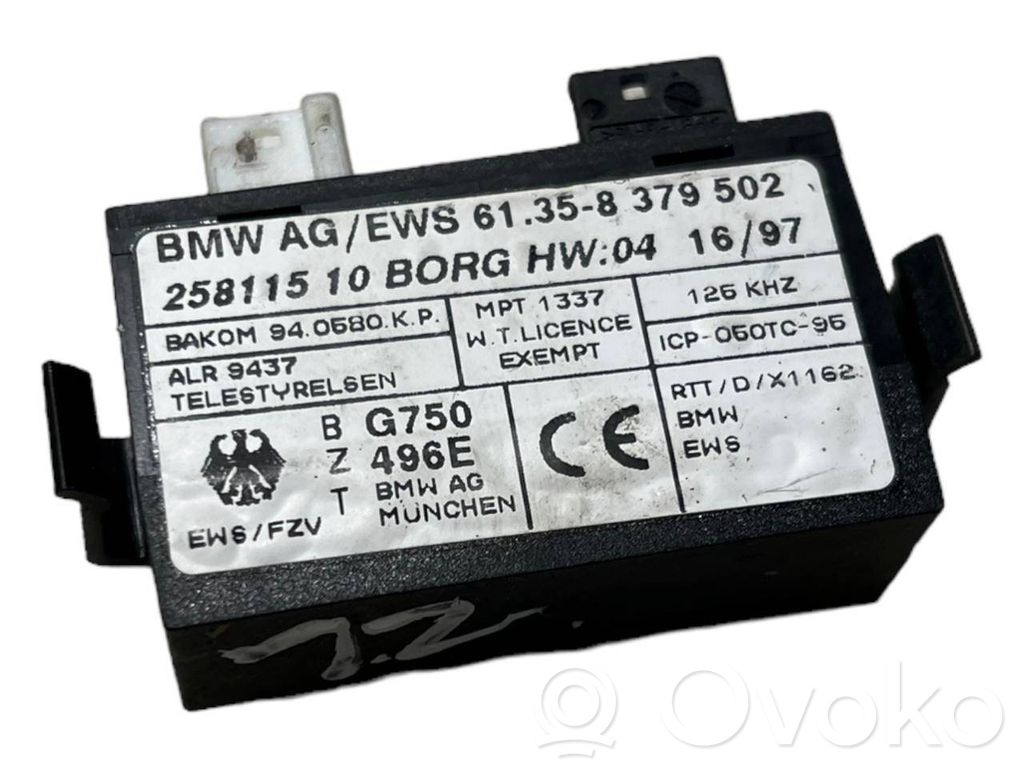 BMW AG/EWS 61.35-8 379 502
258115 10 BORG HW:04 16/97
BAKOM 94.0580.K.P.
MPT 1337
W.T.LICENCE
EXEMPT
125 KHZ
ICP-050TC-95
ALR 9437
TELESTYRELSEN
B G750
Z 496E
T BMW AG
MÜNCHEN
EWS/FZV
CE
RTT/D/X1162
BMW
EWS
1.2
Ovoko